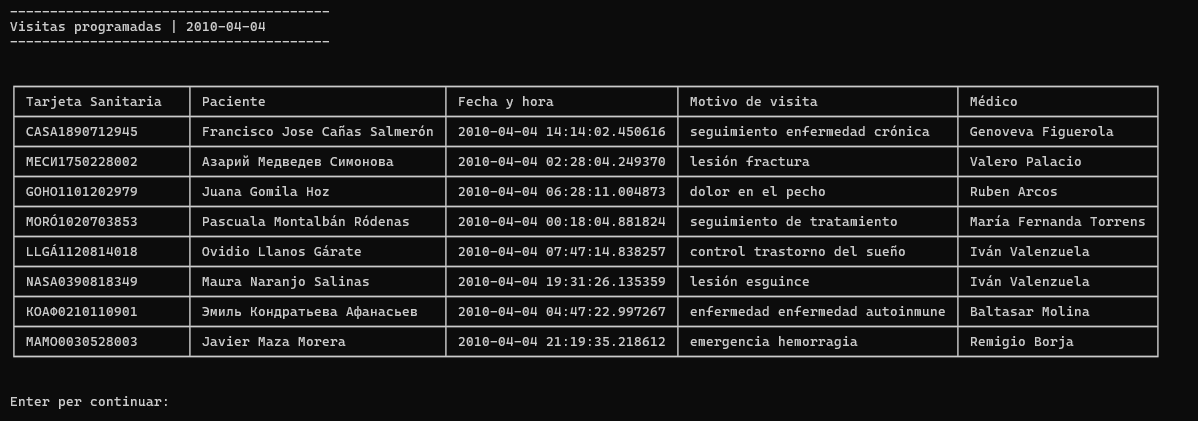 ----------------------------------------
Visitas programadas | 2010-04-04
----------------------------------------
Tarjeta Sanitaria | Paciente | Fecha y hora | Motivo de visita | Médico
CASA1890712945 | Francisco Jose Cañas Salmerón | 2010-04-04 14:14:02.450616 | seguimiento enfermedad crónica | Genoveva Figuerola
МЕСИ1750228002 | Азарий Медведев Симонова | 2010-04-04 02:28:04.249370 | lesión fractura | Valero Palacio
GOHO1101202979 | Juana Gomila Hoz | 2010-04-04 06:28:11.004873 | dolor en el pecho | Ruben Arcos
MORÓ1020703853 | Pascuala Montalbán Ródenas | 2010-04-04 00:18:04.881824 | seguimiento de tratamiento | María Fernanda Torrens
LLGÁ1120814018 | Ovidio Llanos Gárate | 2010-04-04 07:47:14.838257 | control trastorno del sueño | Iván Valenzuela
NASA0390818349 | Maura Naranjo Salinas | 2010-04-04 19:31:26.135359 | lesión esguince | Iván Valenzuela
КОАФ0210110901 | Эмиль Кондратьева Афанасьев | 2010-04-04 04:47:22.997267 | enfermedad enfermedad autoinmune | Baltasar Molina
MAMO0030528003 | Javier Maza Morera | 2010-04-04 21:19:35.218612 | emergencia hemorragia | Remigio Borja
Enter per continuar: